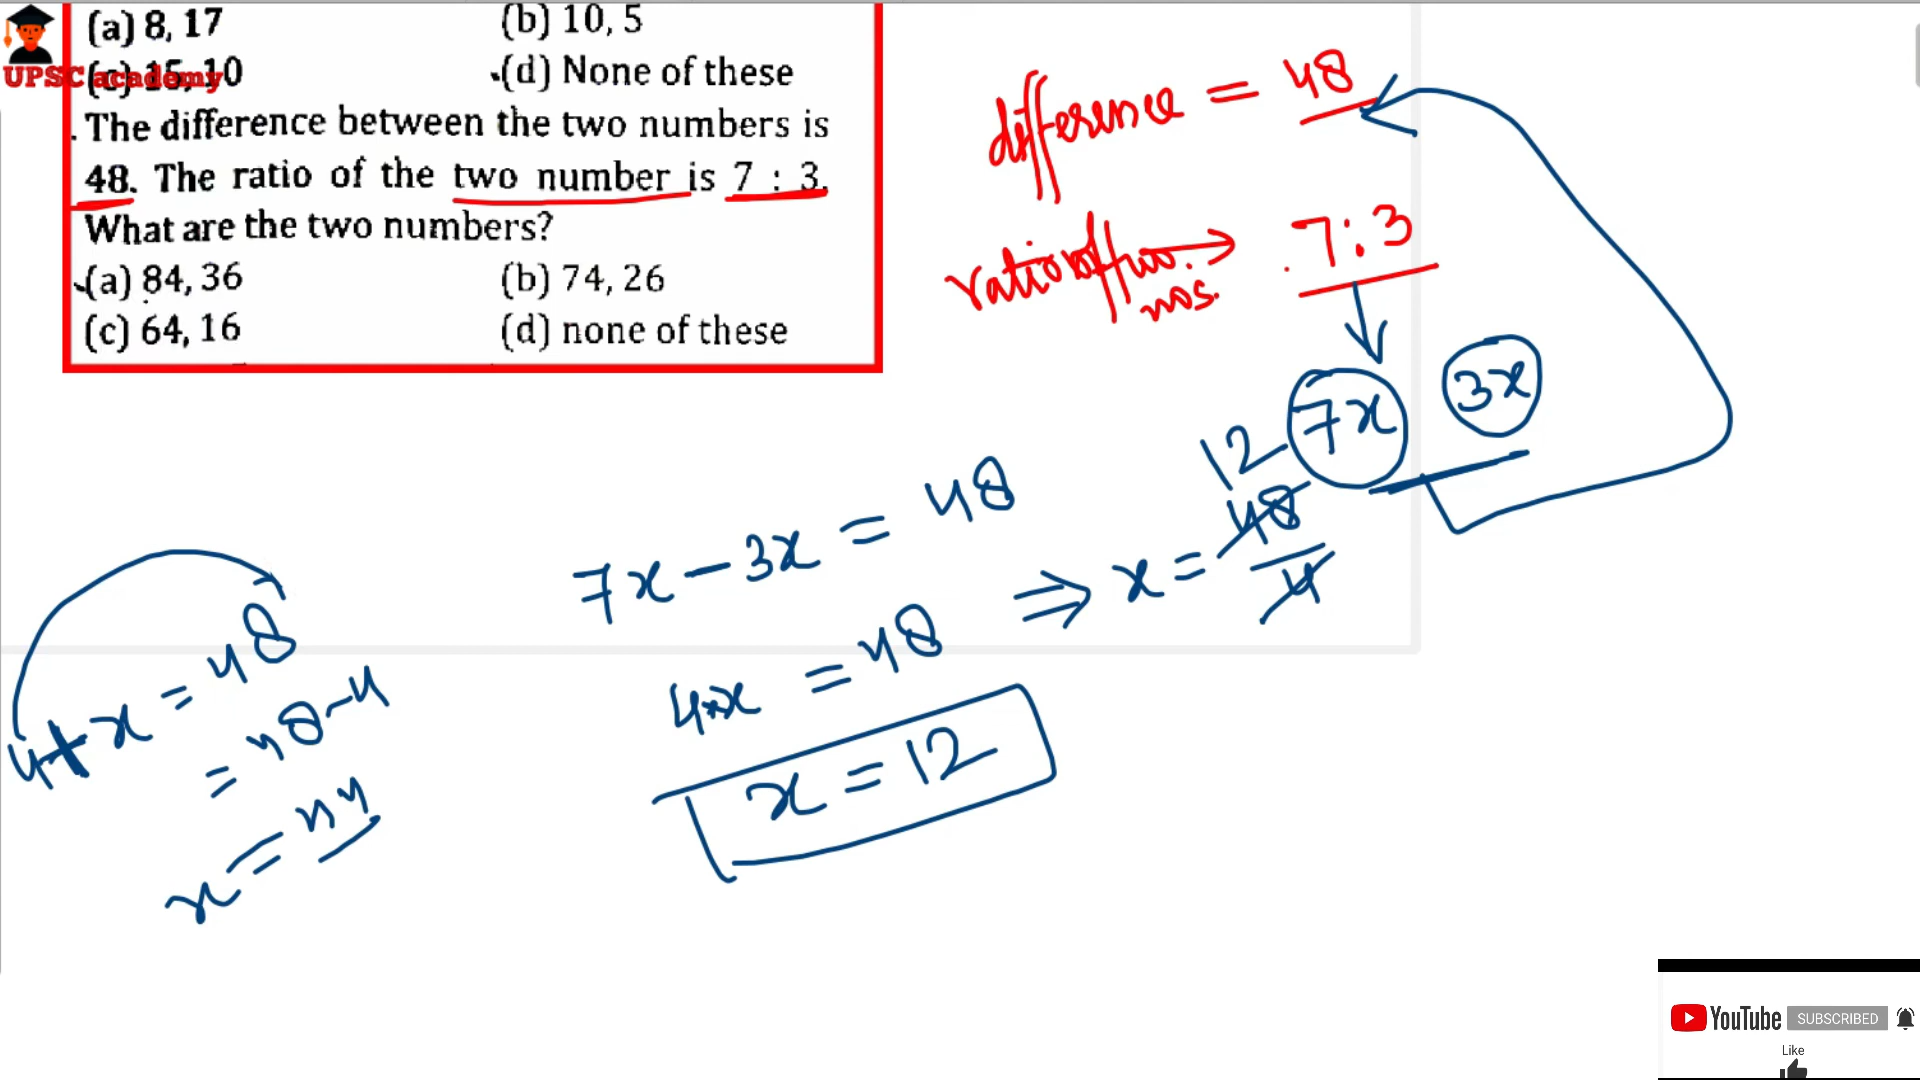 (a) 8, 17 (b) 10, 5
UPSC academy
(c) 15, 10 (d) None of these
The difference between the two numbers is
48. The ratio of the two number is 7 : 3.
What are the two numbers?
(a) 84, 36 (b) 74, 26
(c) 64, 16 (d) none of these
difference = 48
ratio of two nos. → 7:3
7x 3x
7x - 3x = 48
⇒ x = 48/4 12
4x = 48
x = 12
4+x = 48
= 48-4
x = 44
YouTube SUBSCRIBED
Like